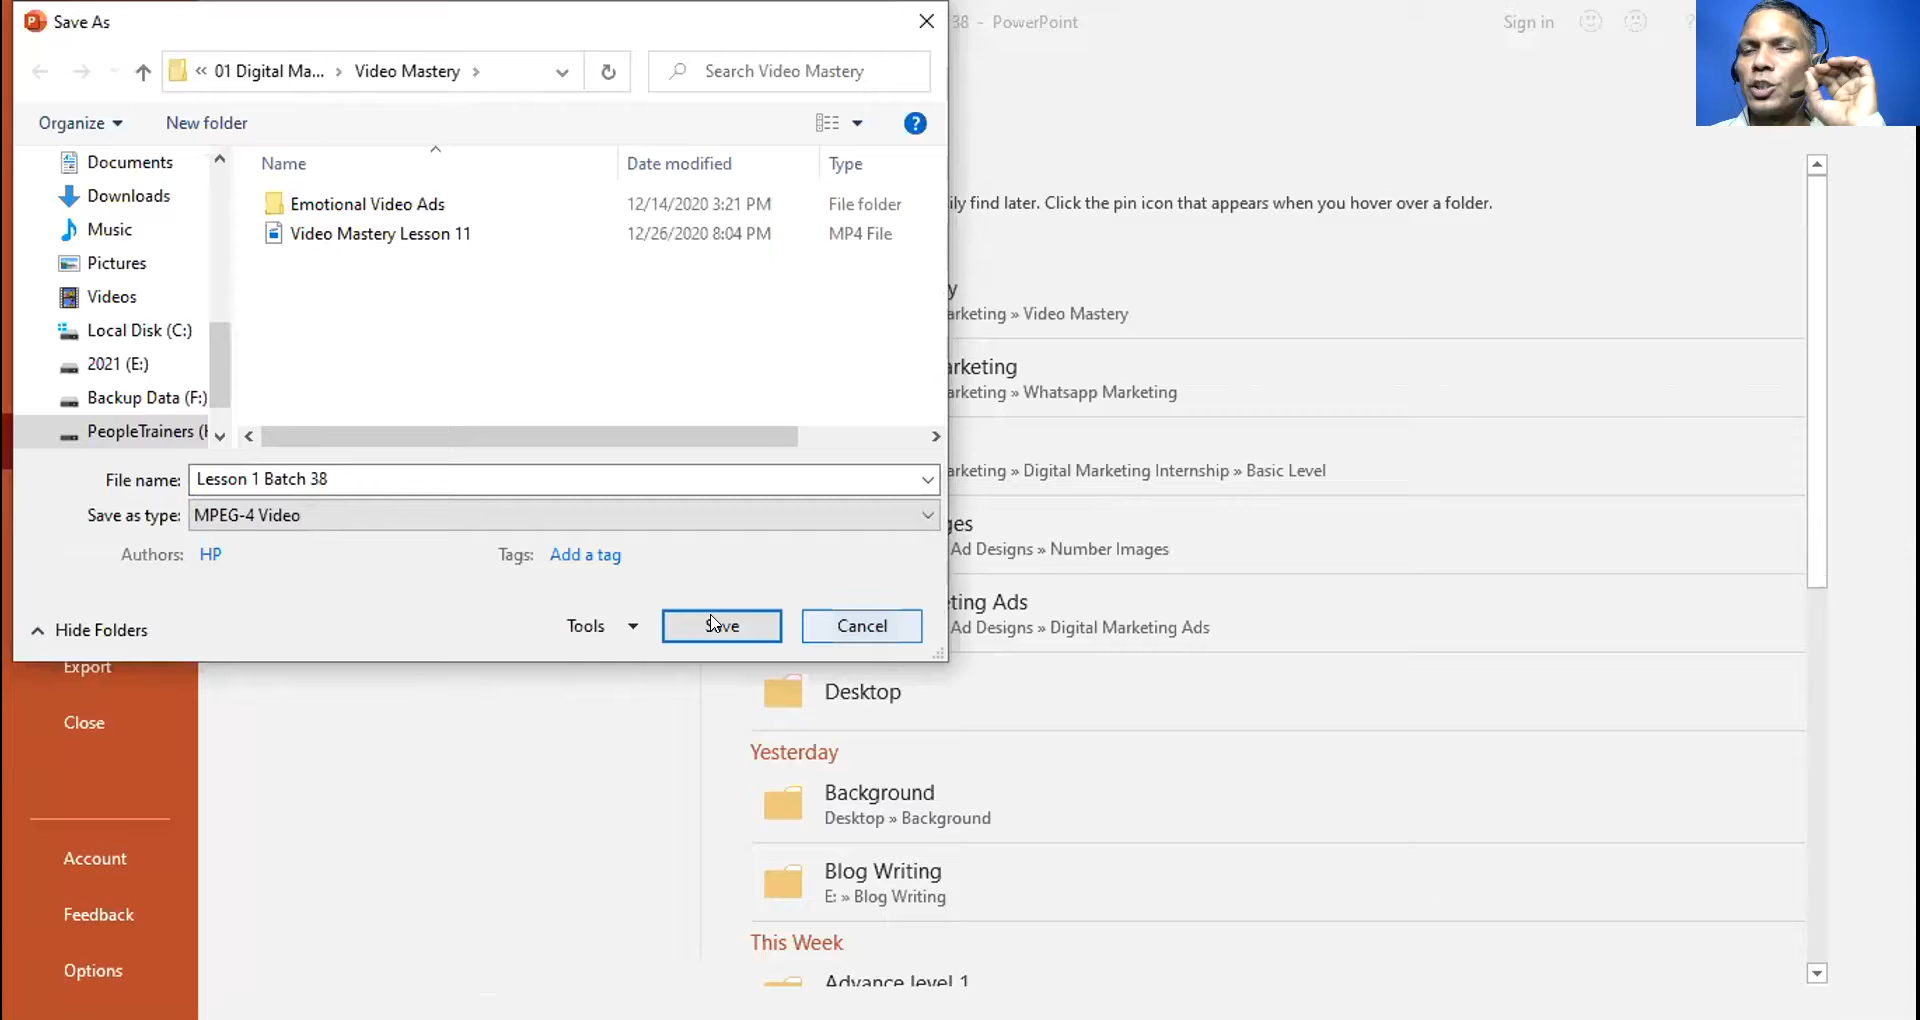 Save As
38 - PowerPoint
Sign in
« 01 Digital Ma... › Video Mastery ›
Search Video Mastery
Organize
New folder
Name
Date modified
Type
Documents
Downloads
Music
Pictures
Videos
Local Disk (C:)
2021 (E:)
Backup Data (F:)
PeopleTrainers (
Emotional Video Ads
12/14/2020 3:21 PM
File folder
Video Mastery Lesson 11
12/26/2020 8:04 PM
MP4 File
File name: Lesson 1 Batch 38
Save as type: MPEG-4 Video
Authors: HP
Tags: Add a tag
Hide Folders
Tools
Save
Cancel
ily find later. Click the pin icon that appears when you hover over a folder.
y
arketing » Video Mastery
arketing
arketing » Whatsapp Marketing
arketing » Digital Marketing Internship » Basic Level
ges
Ad Designs » Number Images
ting Ads
Ad Designs » Digital Marketing Ads
Desktop
Yesterday
Background
Desktop » Background
Blog Writing
E: » Blog Writing
This Week
Advance level 1
Export
Close
Account
Feedback
Options